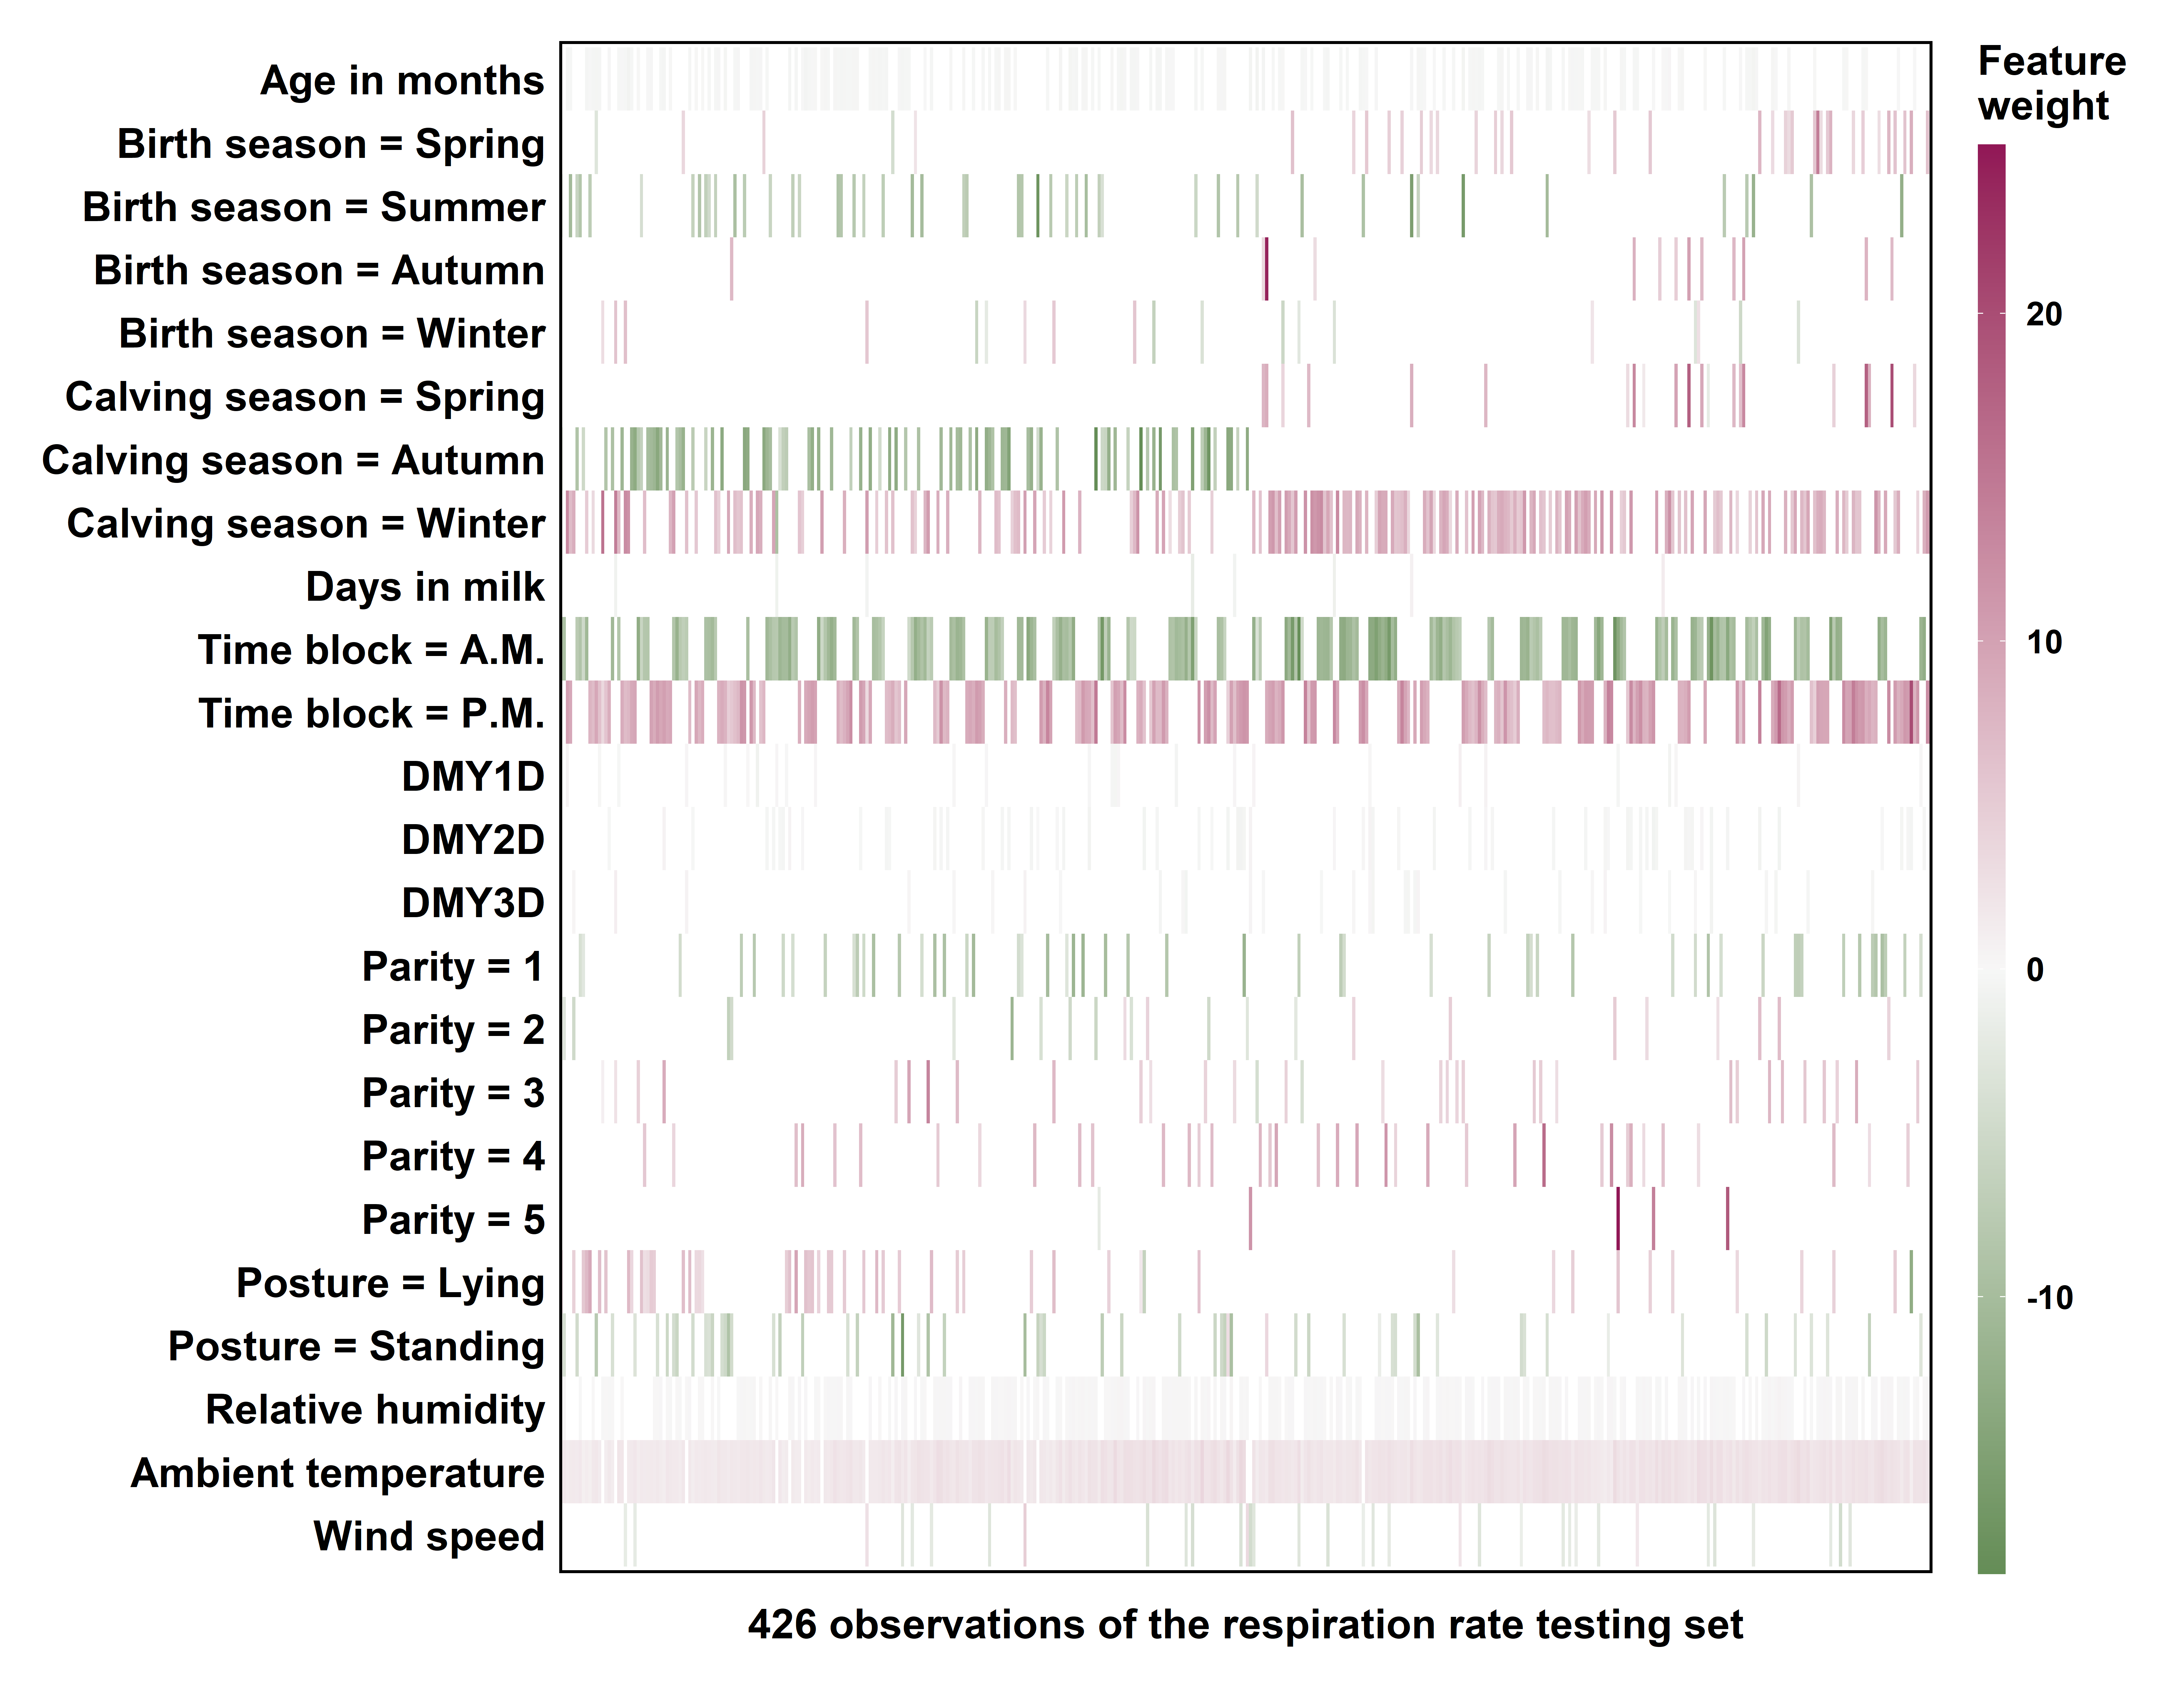 Age in months
Birth season = Spring
Birth season = Summer
Birth season = Autumn
Birth season = Winter
Calving season = Spring
Calving season = Autumn
Calving season = Winter
Days in milk
Time block = A.M.
Time block = P.M.
DMY1D
DMY2D
DMY3D
Parity = 1
Parity = 2
Parity = 3
Parity = 4
Parity = 5
Posture = Lying
Posture = Standing
Relative humidity
Ambient temperature
Wind speed
426 observations of the respiration rate testing set
Feature
weight
20
10
0
-10